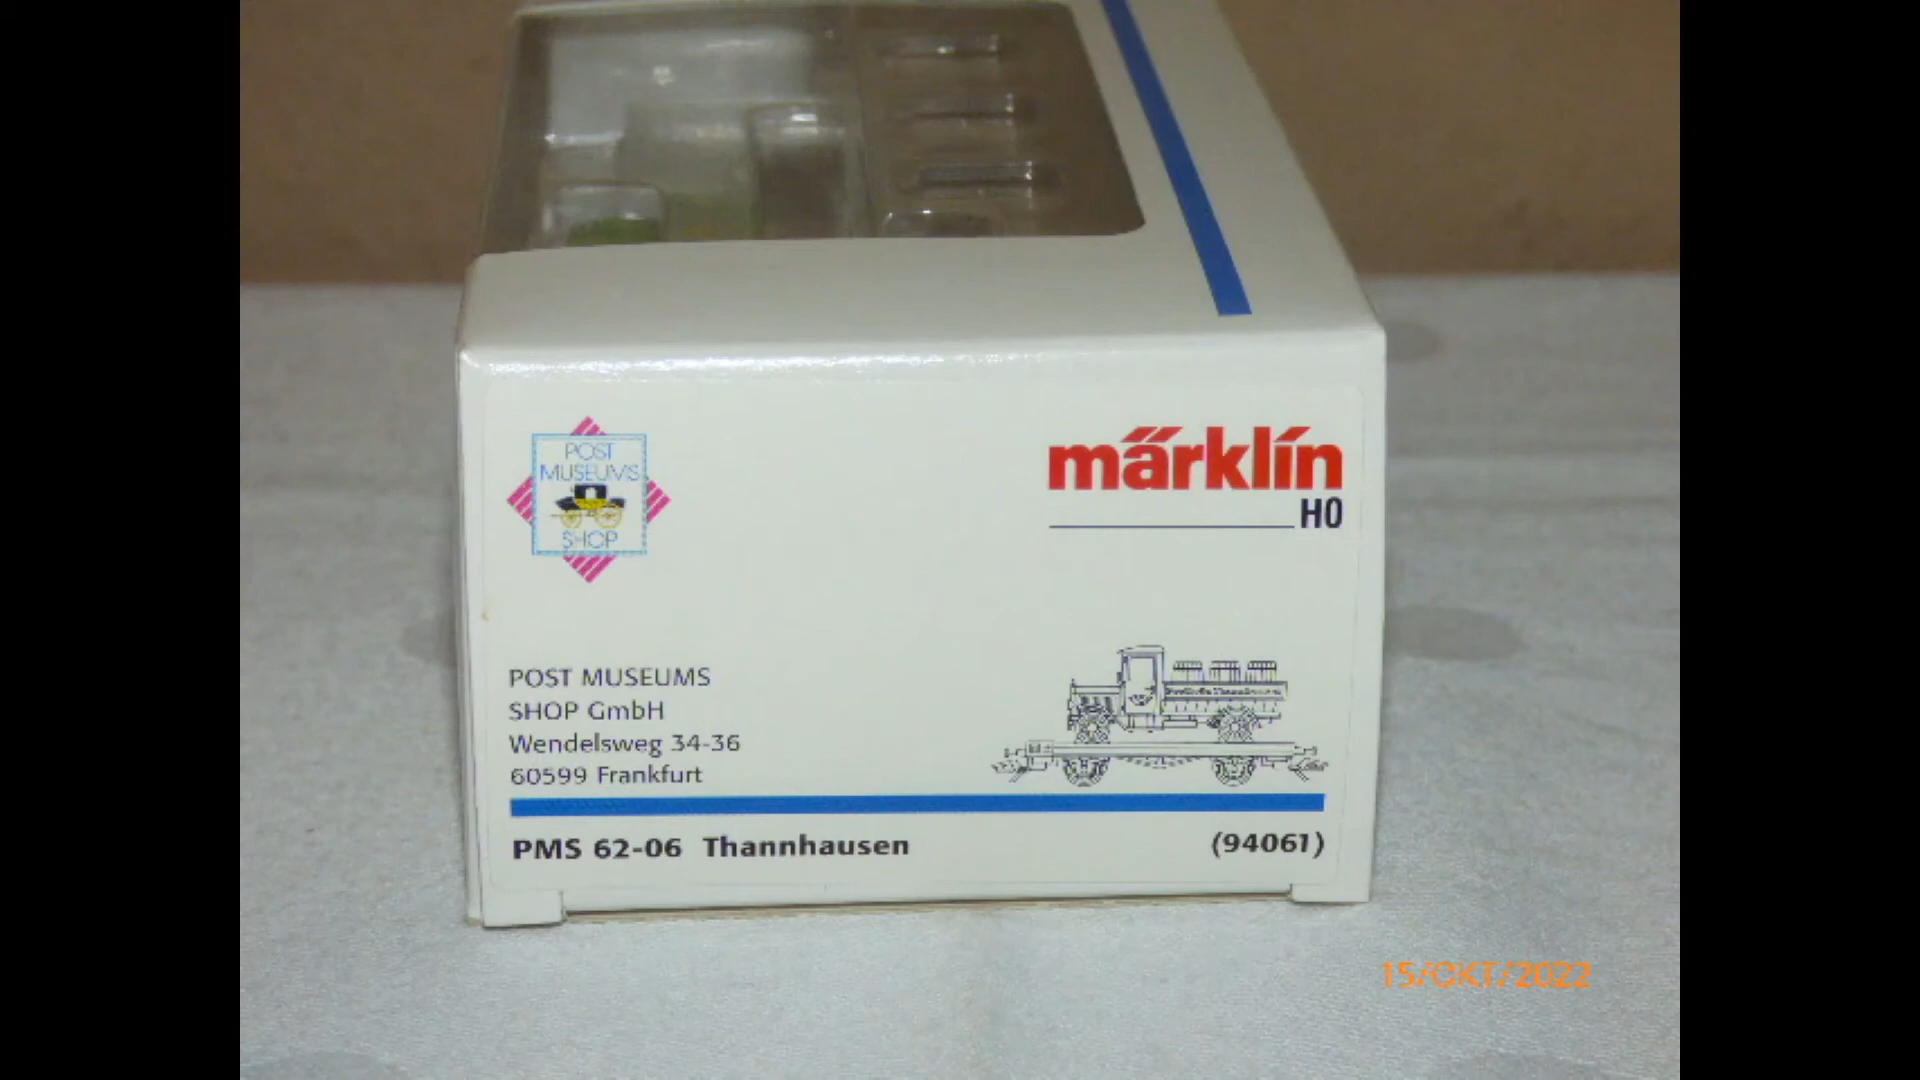 POST
MUSEUMS
SHOP
märklin
H0
POST MUSEUMS
SHOP GmbH
Wendelsweg 34-36
60599 Frankfurt
PMS 62-06 Thannhausen
(94061)
15/OKT/2022